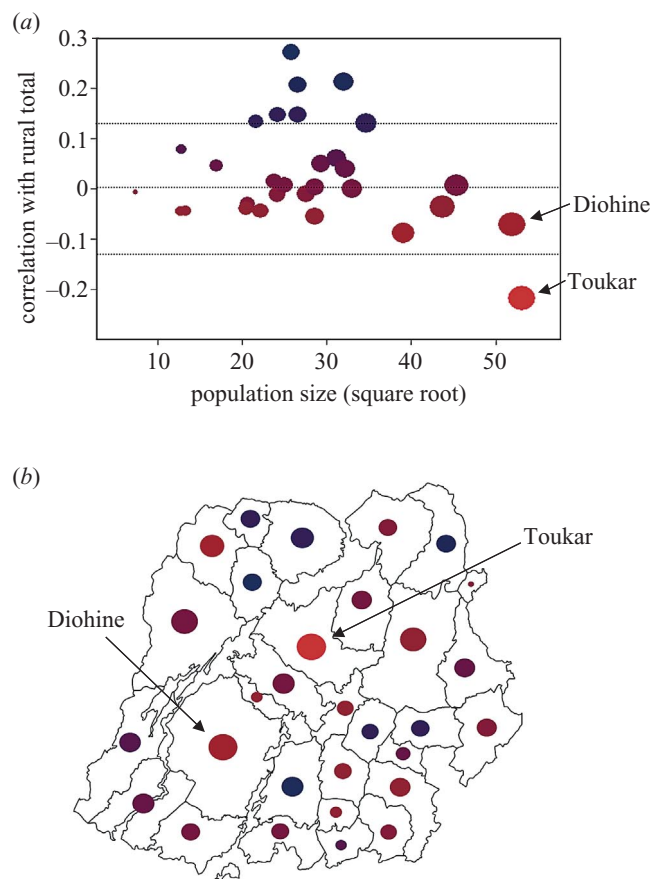 (a)
0.3
0.2
0.1
0
–0.1
–0.2
correlation with rural total
Diohine
Toukar
10 20 30 40 50
population size (square root)
(b)
Toukar
Diohine